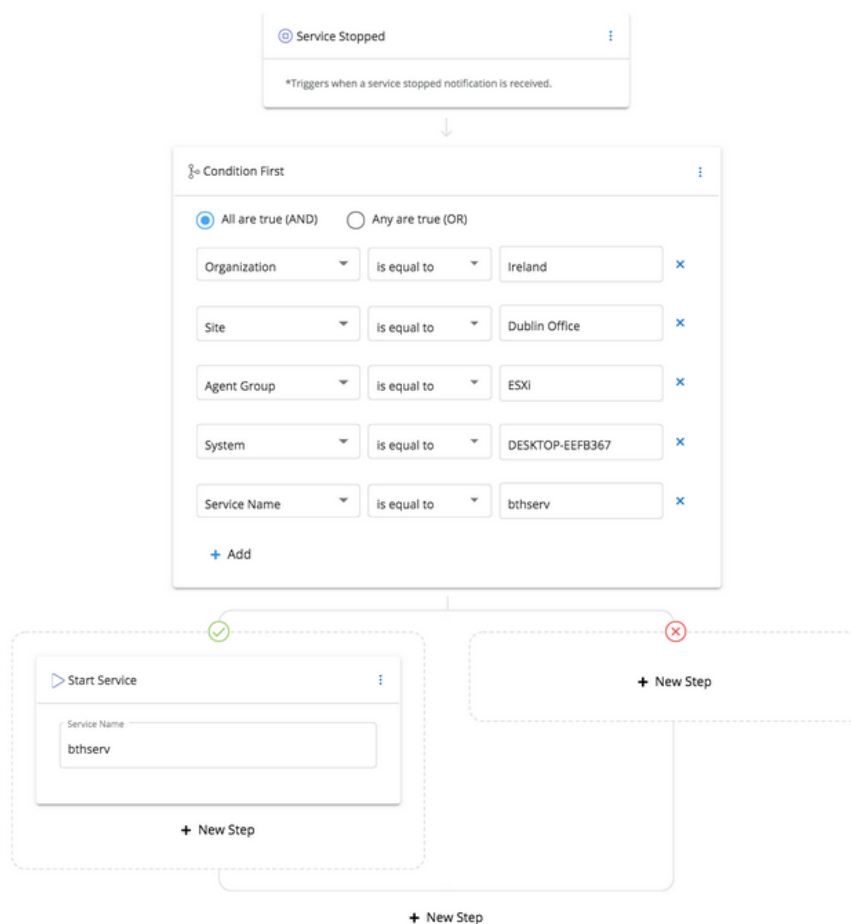 Service Stopped
*Triggers when a service stopped notification is received.
Condition First
All are true (AND) Any are true (OR)
Organization is equal to Ireland
Site is equal to Dublin Office
Agent Group is equal to ESXi
System is equal to DESKTOP-EEFB367
Service Name is equal to bthserv
+ Add
Start Service
Service Name
bthserv
+ New Step
+ New Step
+ New Step